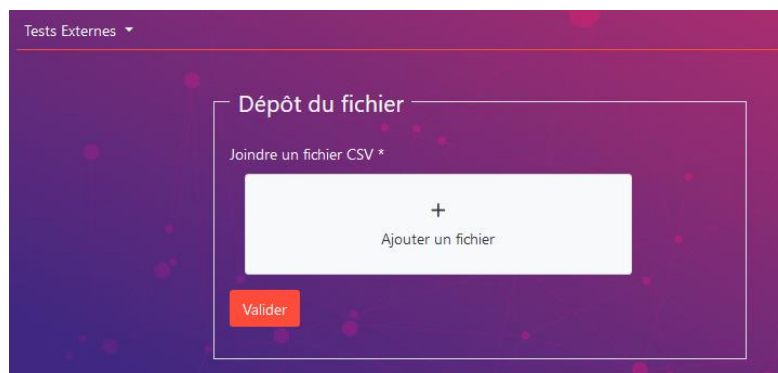 Tests Externes
Dépôt du fichier
Joindre un fichier CSV *
+
Ajouter un fichier
Valider